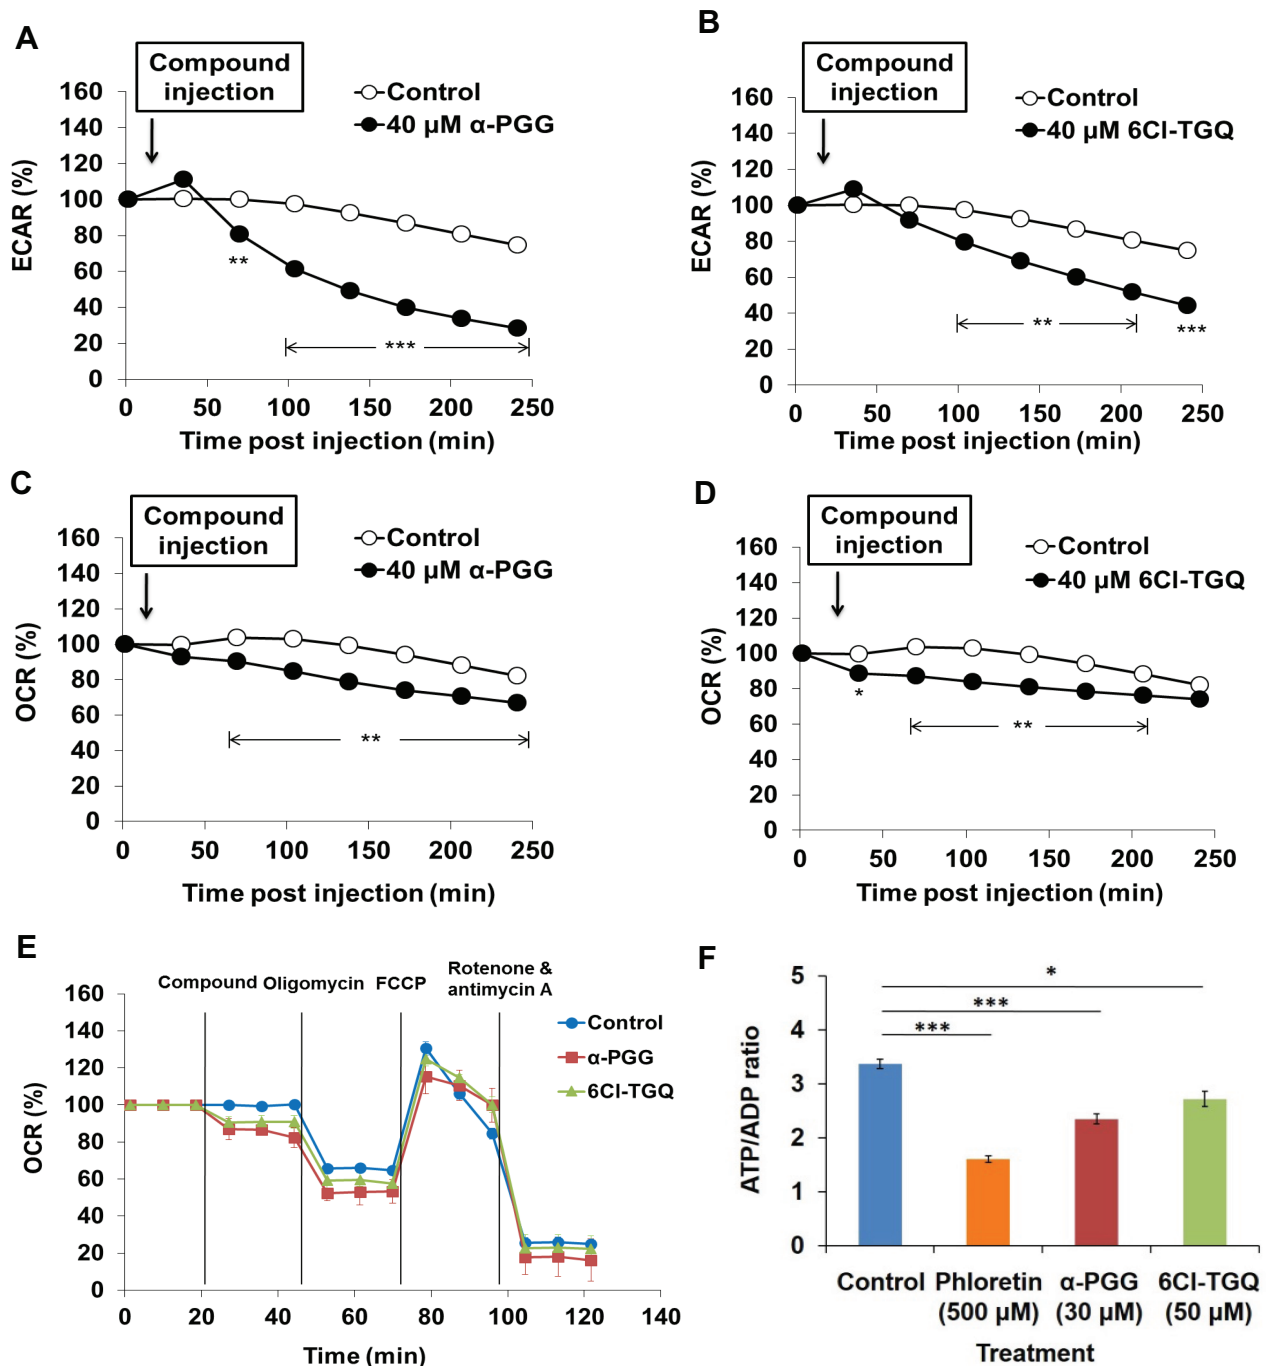 A
Compound
injection
Control
40 µM α-PGG
160
140
120
100
80
60
40
20
0
ECAR (%)
**
***
0 50 100 150 200 250
Time post injection (min)
B
Compound
injection
Control
40 µM 6Cl-TGQ
160
140
120
100
80
60
40
20
0
ECAR (%)
**
***
0 50 100 150 200 250
Time post injection (min)
C
Compound
injection
Control
40 µM α-PGG
160
140
120
100
80
60
40
20
0
OCR (%)
**
0 50 100 150 200 250
Time post injection (min)
D
Compound
injection
Control
40 µM 6Cl-TGQ
160
140
120
100
80
60
40
20
0
OCR (%)
*
**
0 50 100 150 200 250
Time post injection (min)
E
Compound Oligomycin FCCP
Rotenone &
antimycin A
Control
α-PGG
6Cl-TGQ
160
140
120
100
80
60
40
20
0
OCR (%)
0 20 40 60 80 100 120 140
Time (min)
F
5
4
3
2
1
0
ATP/ADP ratio
*
***
***
Control Phloretin α-PGG 6Cl-TGQ
(500 µM) (30 µM) (50 µM)
Treatment